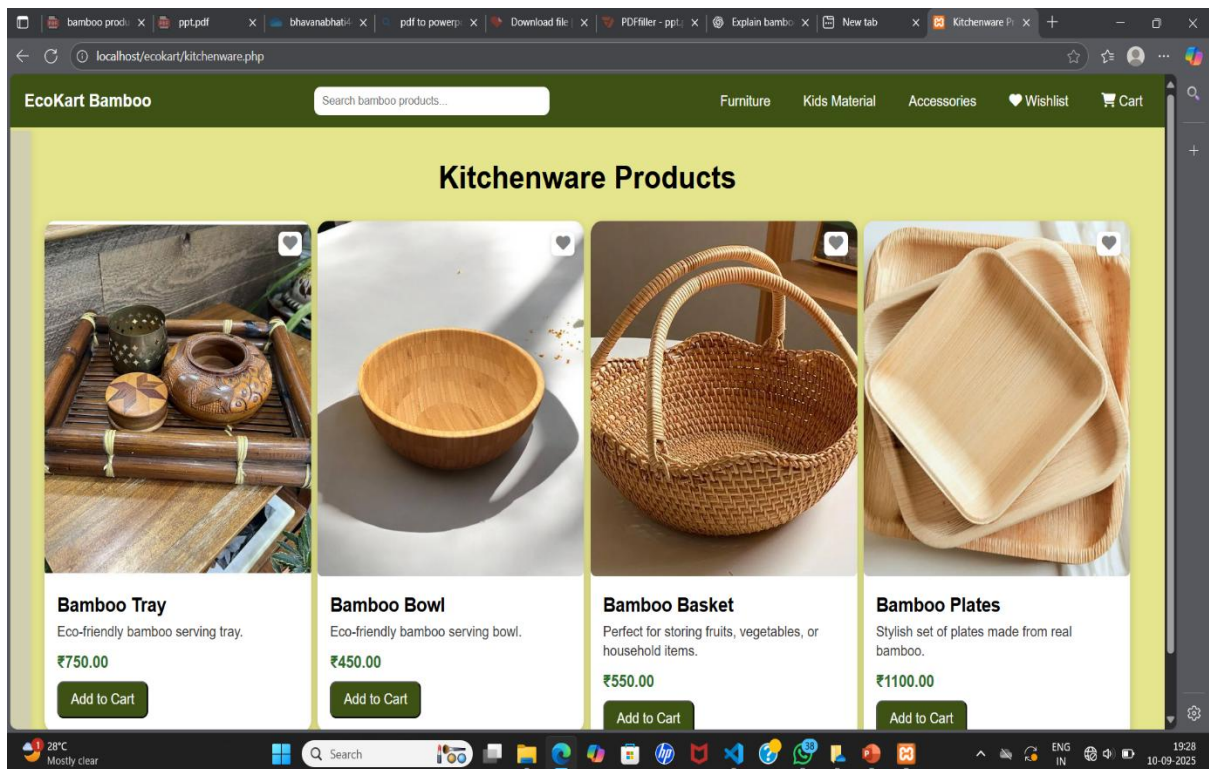 bamboo produ
ppt.pdf
bhavanabhati4
pdf to powerp
Download file
PDFfiller - ppt.
Explain bambo
New tab
Kitchenware Pr
localhost/ecokart/kitchenware.php
EcoKart Bamboo
Search bamboo products...
Furniture
Kids Material
Accessories
Wishlist
Cart
Kitchenware Products
Bamboo Tray
Eco-friendly bamboo serving tray.
₹750.00
Add to Cart
Bamboo Bowl
Eco-friendly bamboo serving bowl.
₹450.00
Add to Cart
Bamboo Basket
Perfect for storing fruits, vegetables, or
household items.
₹550.00
Add to Cart
Bamboo Plates
Stylish set of plates made from real
bamboo.
₹1100.00
Add to Cart
1
28°C
Mostly clear
Search
38
ENG
IN
19:28
10-09-2025